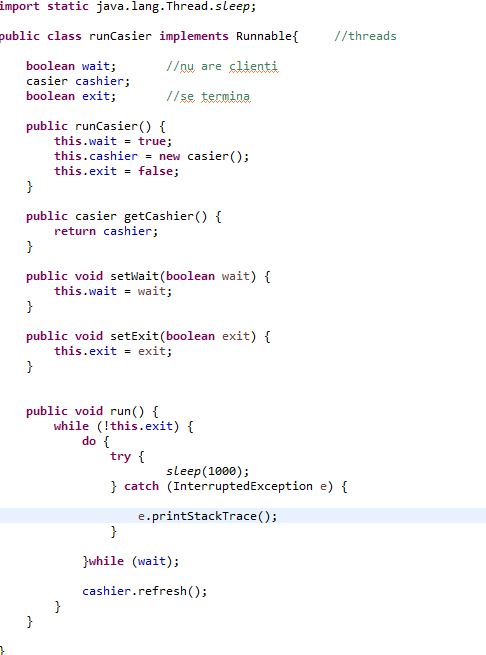 import static java.lang.Thread.sleep;
public class runCasier implements Runnable{     //threads
    boolean wait;       //nu are clienti
    casier cashier;
    boolean exit;       //se termina
    public runCasier() {
        this.wait = true;
        this.cashier = new casier();
        this.exit = false;
    }
    public casier getCashier() {
        return cashier;
    }
    public void setWait(boolean wait) {
        this.wait = wait;
    }
    public void setExit(boolean exit) {
        this.exit = exit;
    }
    public void run() {
        while (!this.exit) {
            do {
                try {
                        sleep(1000);
                } catch (InterruptedException e) {
                    e.printStackTrace();
                }
            }while (wait);
            cashier.refresh();
        }
    }
}